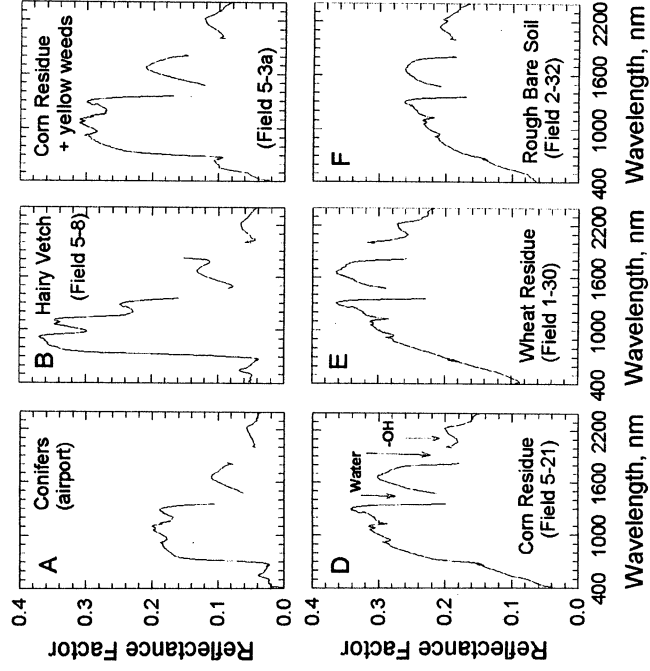 A
Conifers
(airport)
B
Hairy Vetch
(Field 5-8)
Corn Residue
+ yellow weeds
(Field 5-3a)
Reflectance Factor
0.4
0.3
0.2
0.1
0.0
D
Water
-OH
Corn Residue
(Field 5-21)
E
Wheat Residue
(Field 1-30)
F
Rough Bare Soil
(Field 2-32)
Reflectance Factor
0.4
0.3
0.2
0.1
0.0
400 1000 1600 2200
400 1000 1600 2200
400 1000 1600 2200
Wavelength, nm
Wavelength, nm
Wavelength, nm